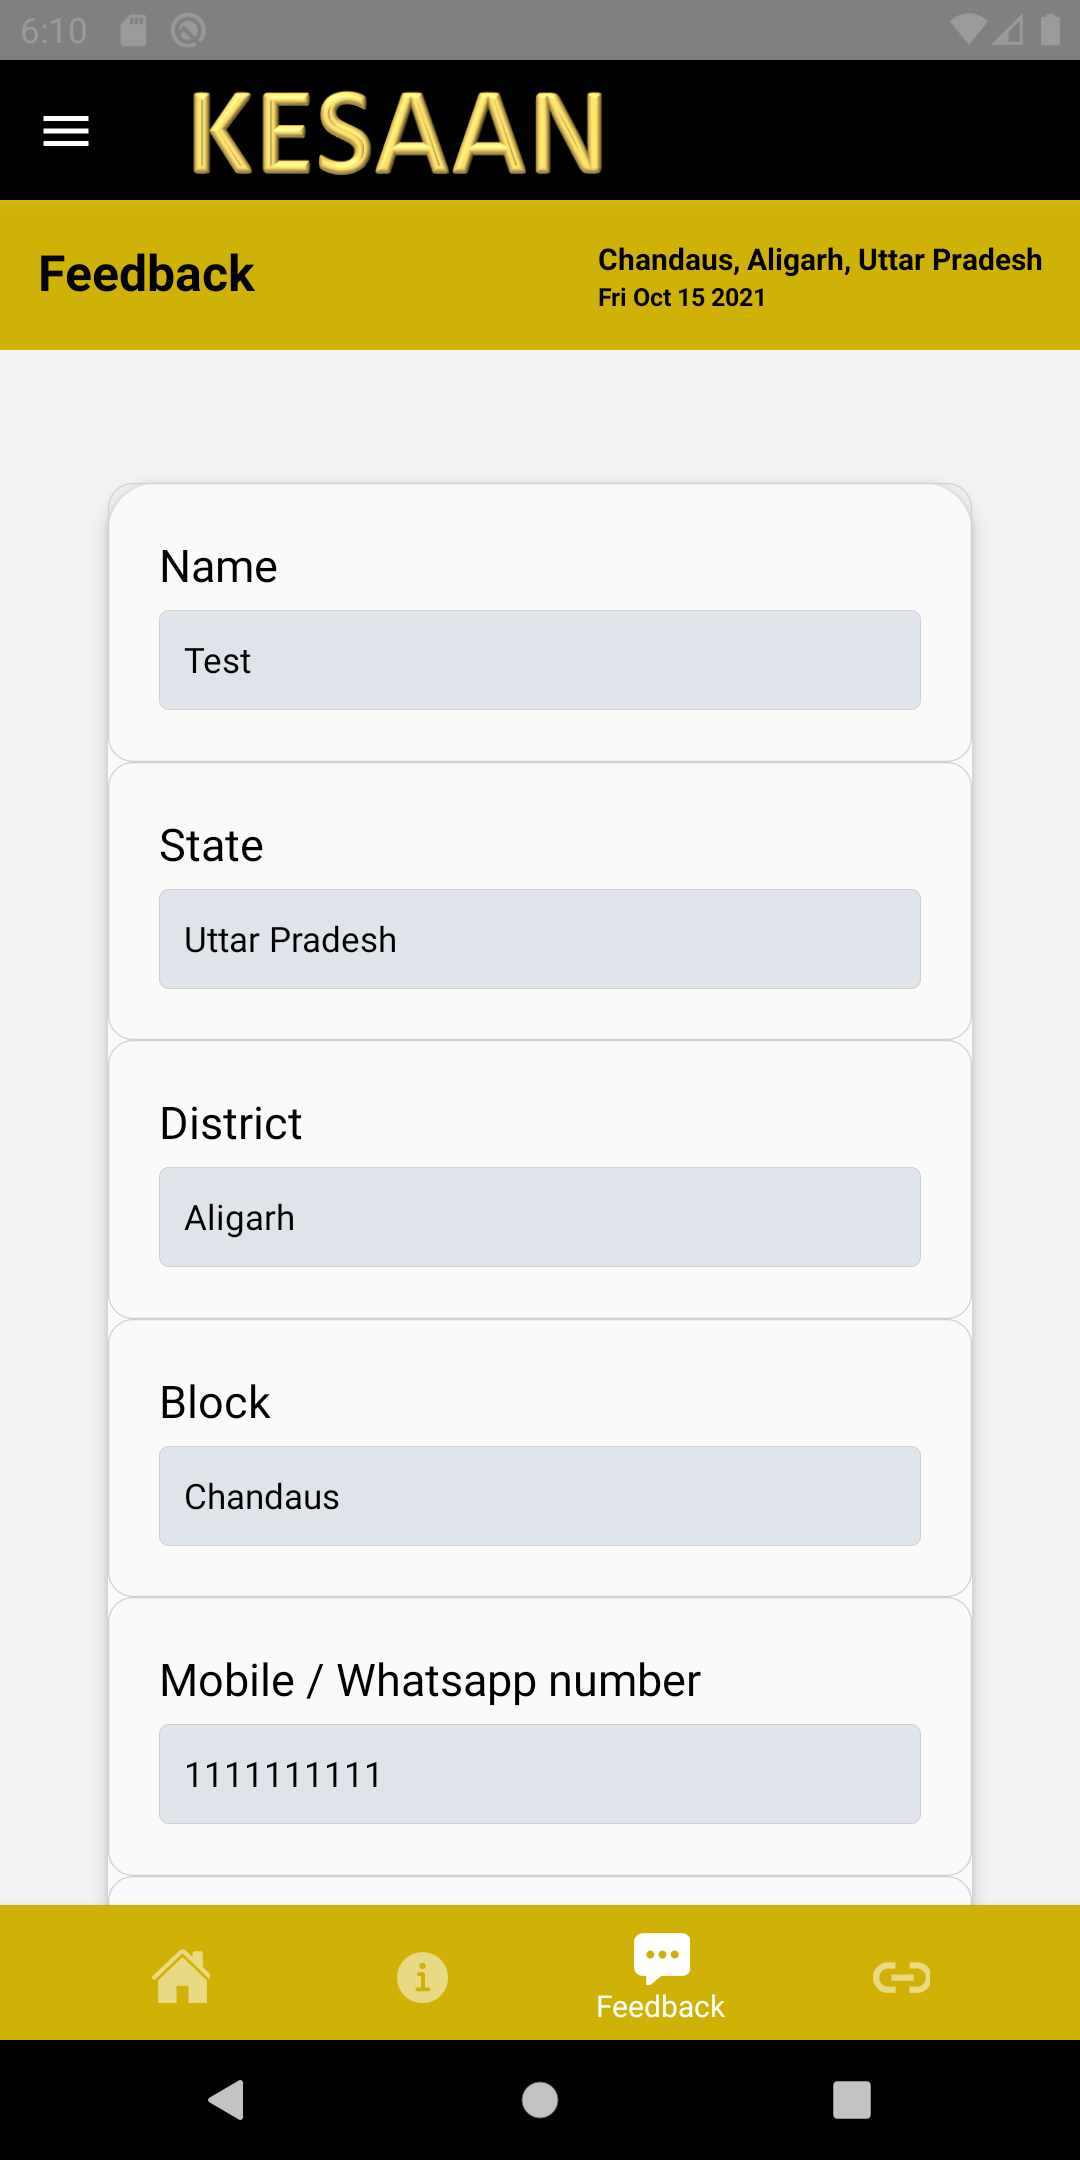 6:10
KESAAN
Feedback
Chandaus, Aligarh, Uttar Pradesh
Fri Oct 15 2021
Name
Test
State
Uttar Pradesh
District
Aligarh
Block
Chandaus
Mobile / Whatsapp number
1111111111
Feedback